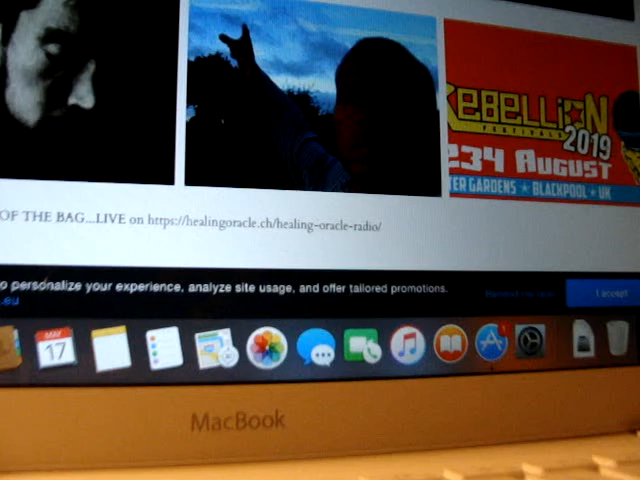 REBELLION
FESTIVALS
2019
234 AUGUST
TER GARDENS ★ BLACKPOOL ★ UK
OF THE BAG....LIVE on https://healingoracle.ch/healing-oracle-radio/
o personalize your experience, analyze site usage, and offer tailored promotions.
.eu
I accept
MAY
17
MacBook